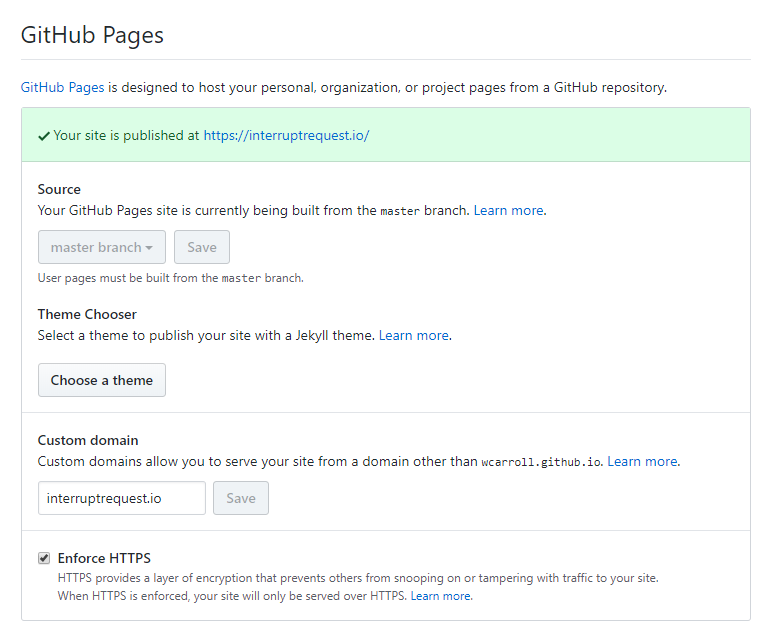 GitHub Pages
GitHub Pages is designed to host your personal, organization, or project pages from a GitHub repository.
Your site is published at https://interruptrequest.io/
Source
Your GitHub Pages site is currently being built from the master branch. Learn more.
master branch Save
User pages must be built from the master branch.
Theme Chooser
Select a theme to publish your site with a Jekyll theme. Learn more.
Choose a theme
Custom domain
Custom domains allow you to serve your site from a domain other than wcarroll.github.io. Learn more.
interruptrequest.io Save
Enforce HTTPS
HTTPS provides a layer of encryption that prevents others from snooping on or tampering with traffic to your site.
When HTTPS is enforced, your site will only be served over HTTPS. Learn more.